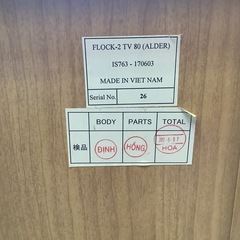 FLOCK-2 TV 80 (ALDER)
IS763 - 170603
MADE IN VIET NAM
Serial No. 26
BODY PARTS TOTAL
検品 ĐINH HỒNG HOA